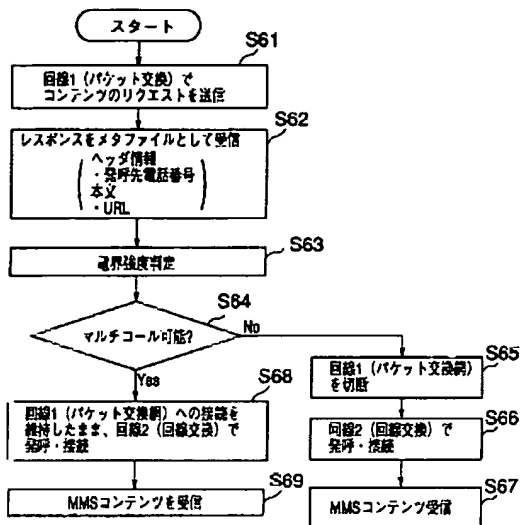 スタート
S61
回線1（パケット交換）で
コンテンツのリクエストを送信
S62
レスポンスをメタファイルとして受信
ヘッダ情報
・発呼先電話番号
本文
・URL
S63
電界強度判定
S64
マルチコール可能?
No
Yes
S65
回線1（パケット交換網）
を切断
S68
回線1（パケット交換網）への接続を
維持したまま、回線2（回線交換）で
発呼・接続
S66
回線2（回線交換）で
発呼・接続
S69
MMSコンテンツを受信
S67
MMSコンテンツ受信